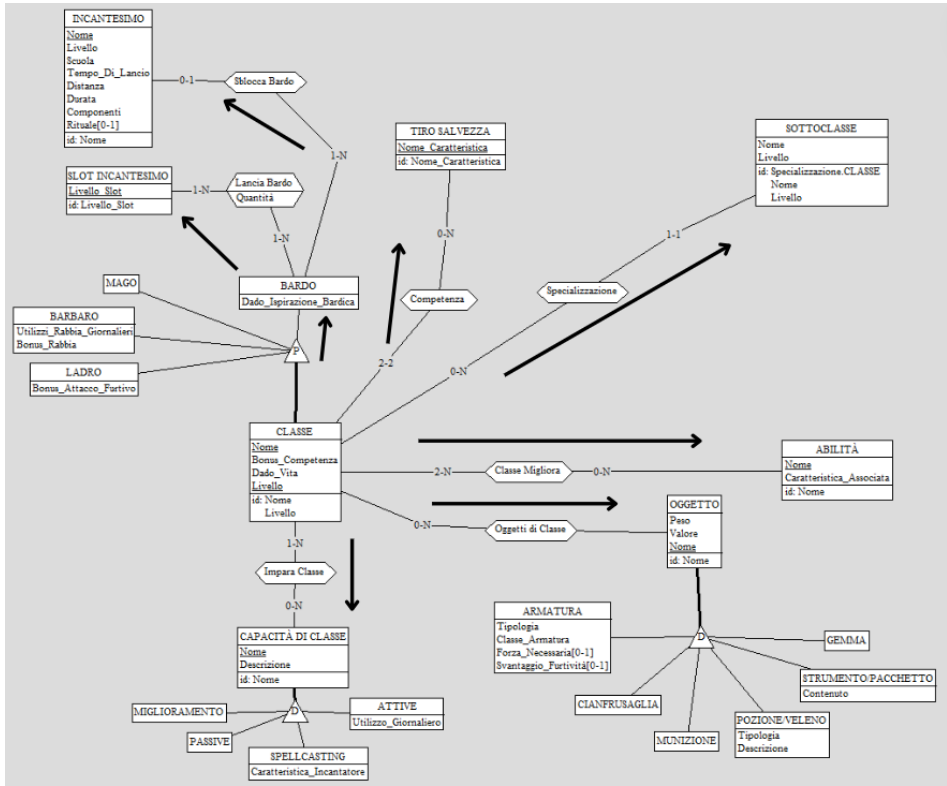 INCANTESIMO
Nome
Livello
Scuola
Tempo_Di_Lancio
Distanza
Durata
Componenti
Rituale[0-1]
id: Nome
0-1
Sblocca Bardo
1-N
SLOT INCANTESIMO
Livello_Slot
id: Livello_Slot
1-N
Lancia Bardo
Quantità
1-N
TIRO SALVEZZA
Nome_Caratteristica
id: Nome_Caratteristica
0-N
Competenza
2-2
SOTTOCLASSE
Nome
Livello
id: Specializzazione.CLASSE
Nome
Livello
1-1
Specializzazione
0-N
BARDO
Dado_Ispirazione_Bardica
MAGO
BARBARO
Utilizzi_Rabbia_Giornalieri
Bonus_Rabbia
LADRO
Bonus_Attacco_Furtivo
P
CLASSE
Nome
Bonus_Competenza
Dado_Vita
Livello
id: Nome
Livello
2-N
Classe Migliora
0-N
ABILITÀ
Nome
Caratteristica_Associata
id: Nome
0-N
Oggetti di Classe
OGGETTO
Peso
Valore
Nome
id: Nome
1-N
Impara Classe
0-N
CAPACITÀ DI CLASSE
Nome
Descrizione
id: Nome
D
MIGLIORAMENTO
PASSIVE
SPELLCASTING
Caratteristica_Incantatore
ATTIVE
Utilizzo_Giornaliero
D
ARMATURA
Tipologia
Classe_Armatura
Forza_Necessaria[0-1]
Svantaggio_Furtività[0-1]
CIANFRUSAGLIA
MUNIZIONE
POZIONE/VELENO
Tipologia
Descrizione
STRUMENTO/PACCHETTO
Contenuto
GEMMA